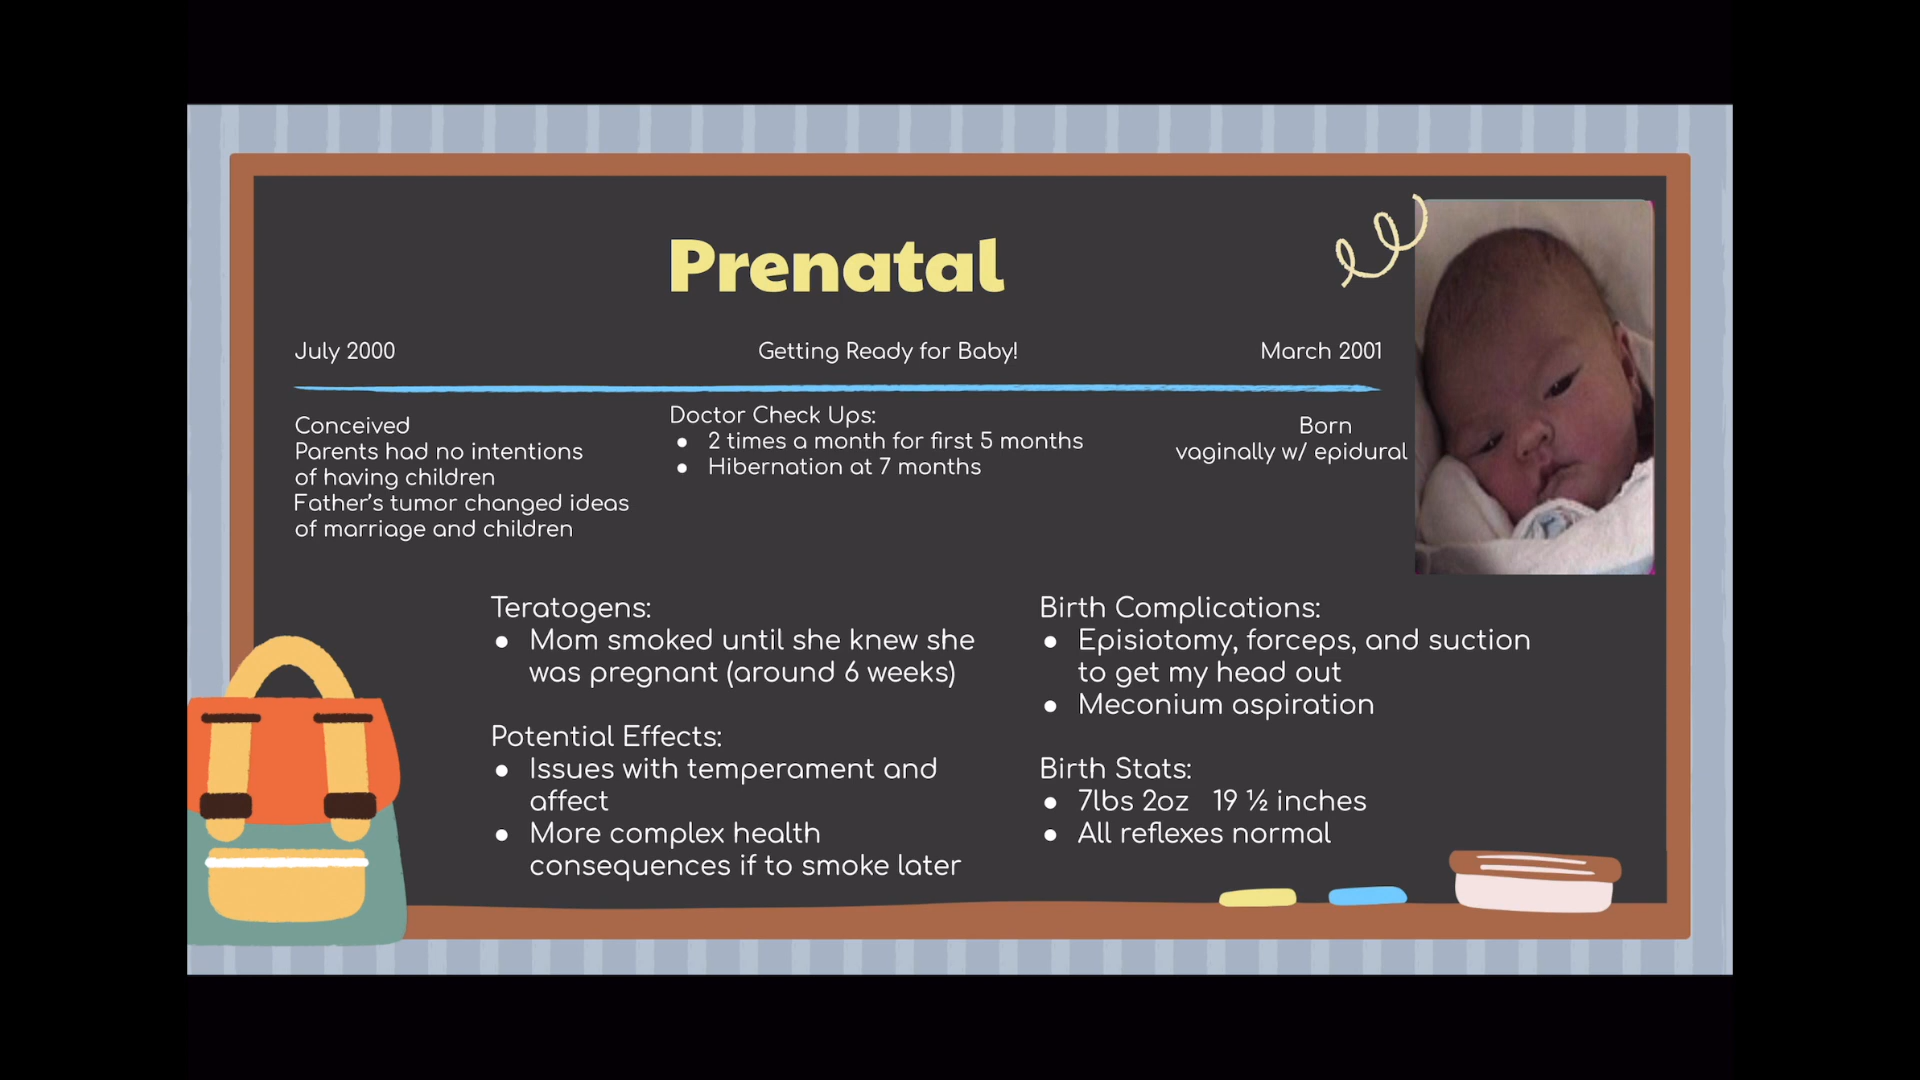 Prenatal
July 2000
Getting Ready for Baby!
March 2001
Conceived
Parents had no intentions
of having children
Father's tumor changed ideas
of marriage and children
Doctor Check Ups:
● 2 times a month for first 5 months
● Hibernation at 7 months
Born
vaginally w/ epidural
Teratogens:
● Mom smoked until she knew she
was pregnant (around 6 weeks)
Potential Effects:
● Issues with temperament and
affect
● More complex health
consequences if to smoke later
Birth Complications:
● Episiotomy, forceps, and suction
to get my head out
● Meconium aspiration
Birth Stats:
● 7lbs 2oz 19 ½ inches
● All reflexes normal